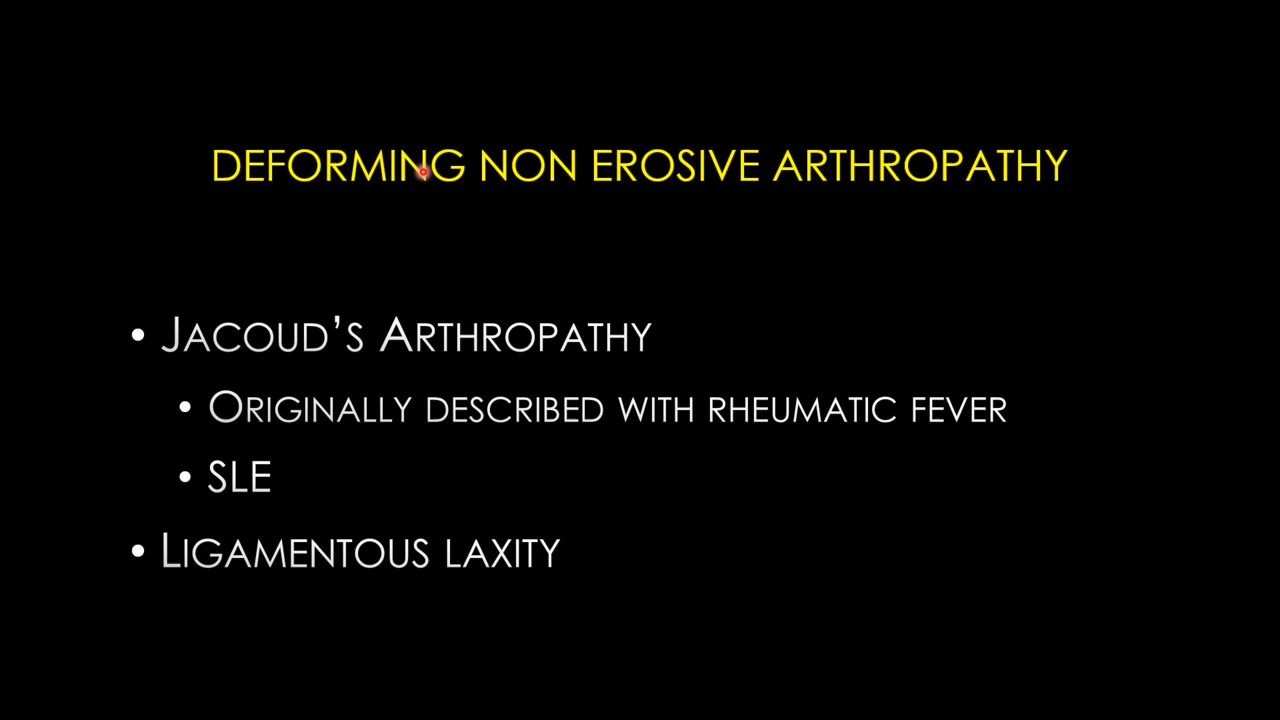 DEFORMING NON EROSIVE ARTHROPATHY
• JACOUD’S ARTHROPATHY
• ORIGINALLY DESCRIBED WITH RHEUMATIC FEVER
• SLE
• LIGAMENTOUS LAXITY